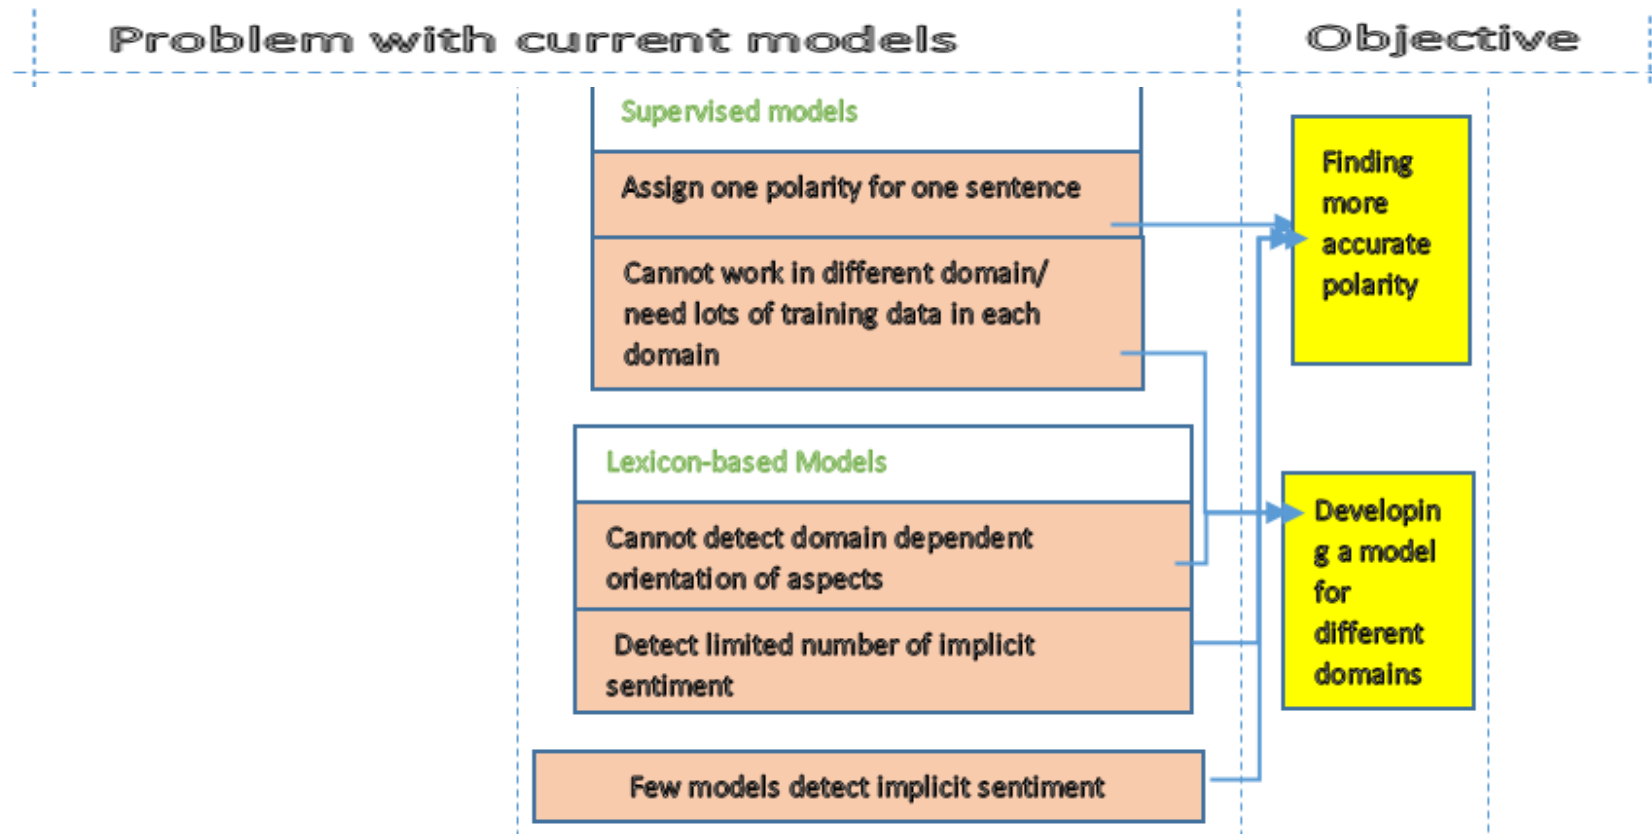 Problem with current models
Objective
Supervised models
Assign one polarity for one sentence
Cannot work in different domain/
need lots of training data in each
domain
Lexicon-based Models
Cannot detect domain dependent
orientation of aspects
Detect limited number of implicit
sentiment
Few models detect implicit sentiment
Finding
more
accurate
polarity
Developin
g a model
for
different
domains